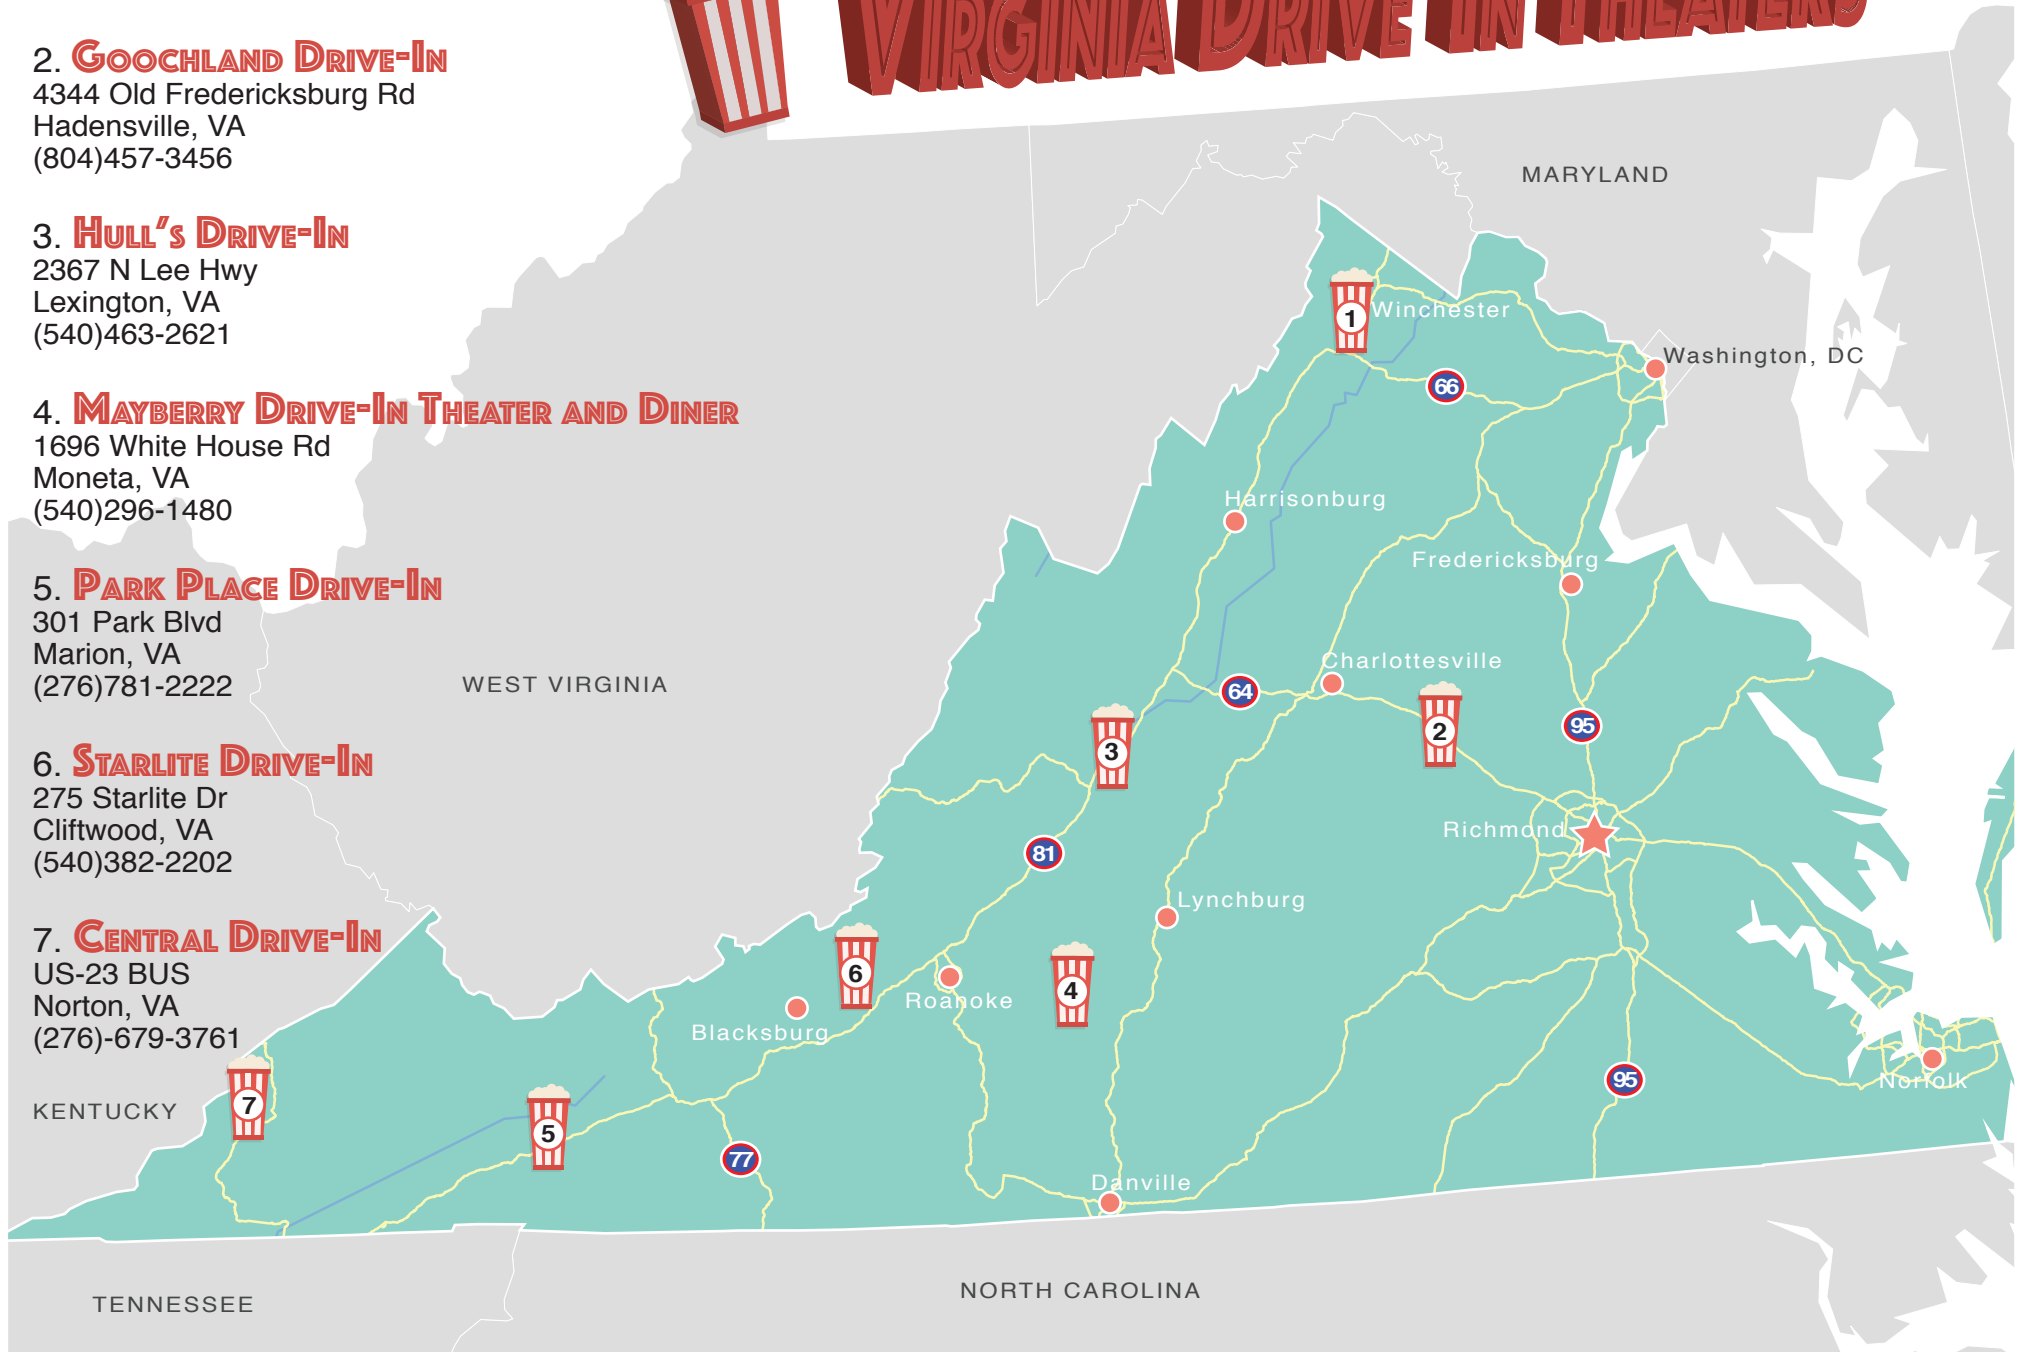 VIRGINIA DRIVE IN THEATERS
2. GOOCHLAND DRIVE-IN
4344 Old Fredericksburg Rd
Hadensville, VA
(804)457-3456
3. HULL'S DRIVE-IN
2367 N Lee Hwy
Lexington, VA
(540)463-2621
4. MAYBERRY DRIVE-IN THEATER AND DINER
1696 White House Rd
Moneta, VA
(540)296-1480
5. PARK PLACE DRIVE-IN
301 Park Blvd
Marion, VA
(276)781-2222
6. STARLITE DRIVE-IN
275 Starlite Dr
Cliftwood, VA
(540)382-2202
7. CENTRAL DRIVE-IN
US-23 BUS
Norton, VA
(276)-679-3761
MARYLAND
1
Winchester
Washington, DC
66
Harrisonburg
Fredericksburg
WEST VIRGINIA
Charlottesville
64
2
95
3
Richmond
81
Lynchburg
6
4
Roanoke
Blacksburg
Norfolk
95
KENTUCKY
7
5
77
Danville
TENNESSEE
NORTH CAROLINA